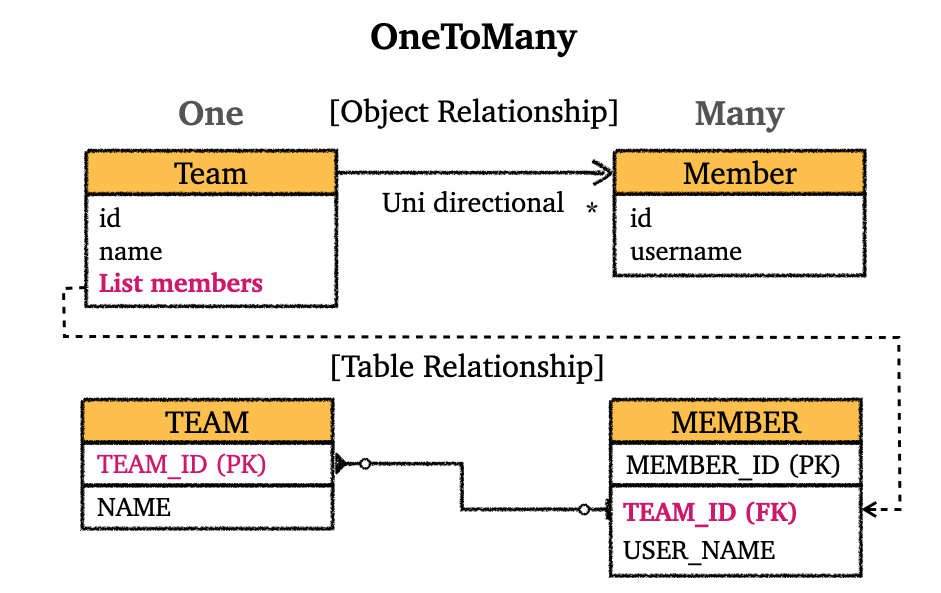 OneToMany
One
[Object Relationship]
Many
Team
id
name
List members
Uni directional
*
Member
id
username
[Table Relationship]
TEAM
TEAM_ID (PK)
NAME
MEMBER
MEMBER_ID (PK)
TEAM_ID (FK)
USER_NAME